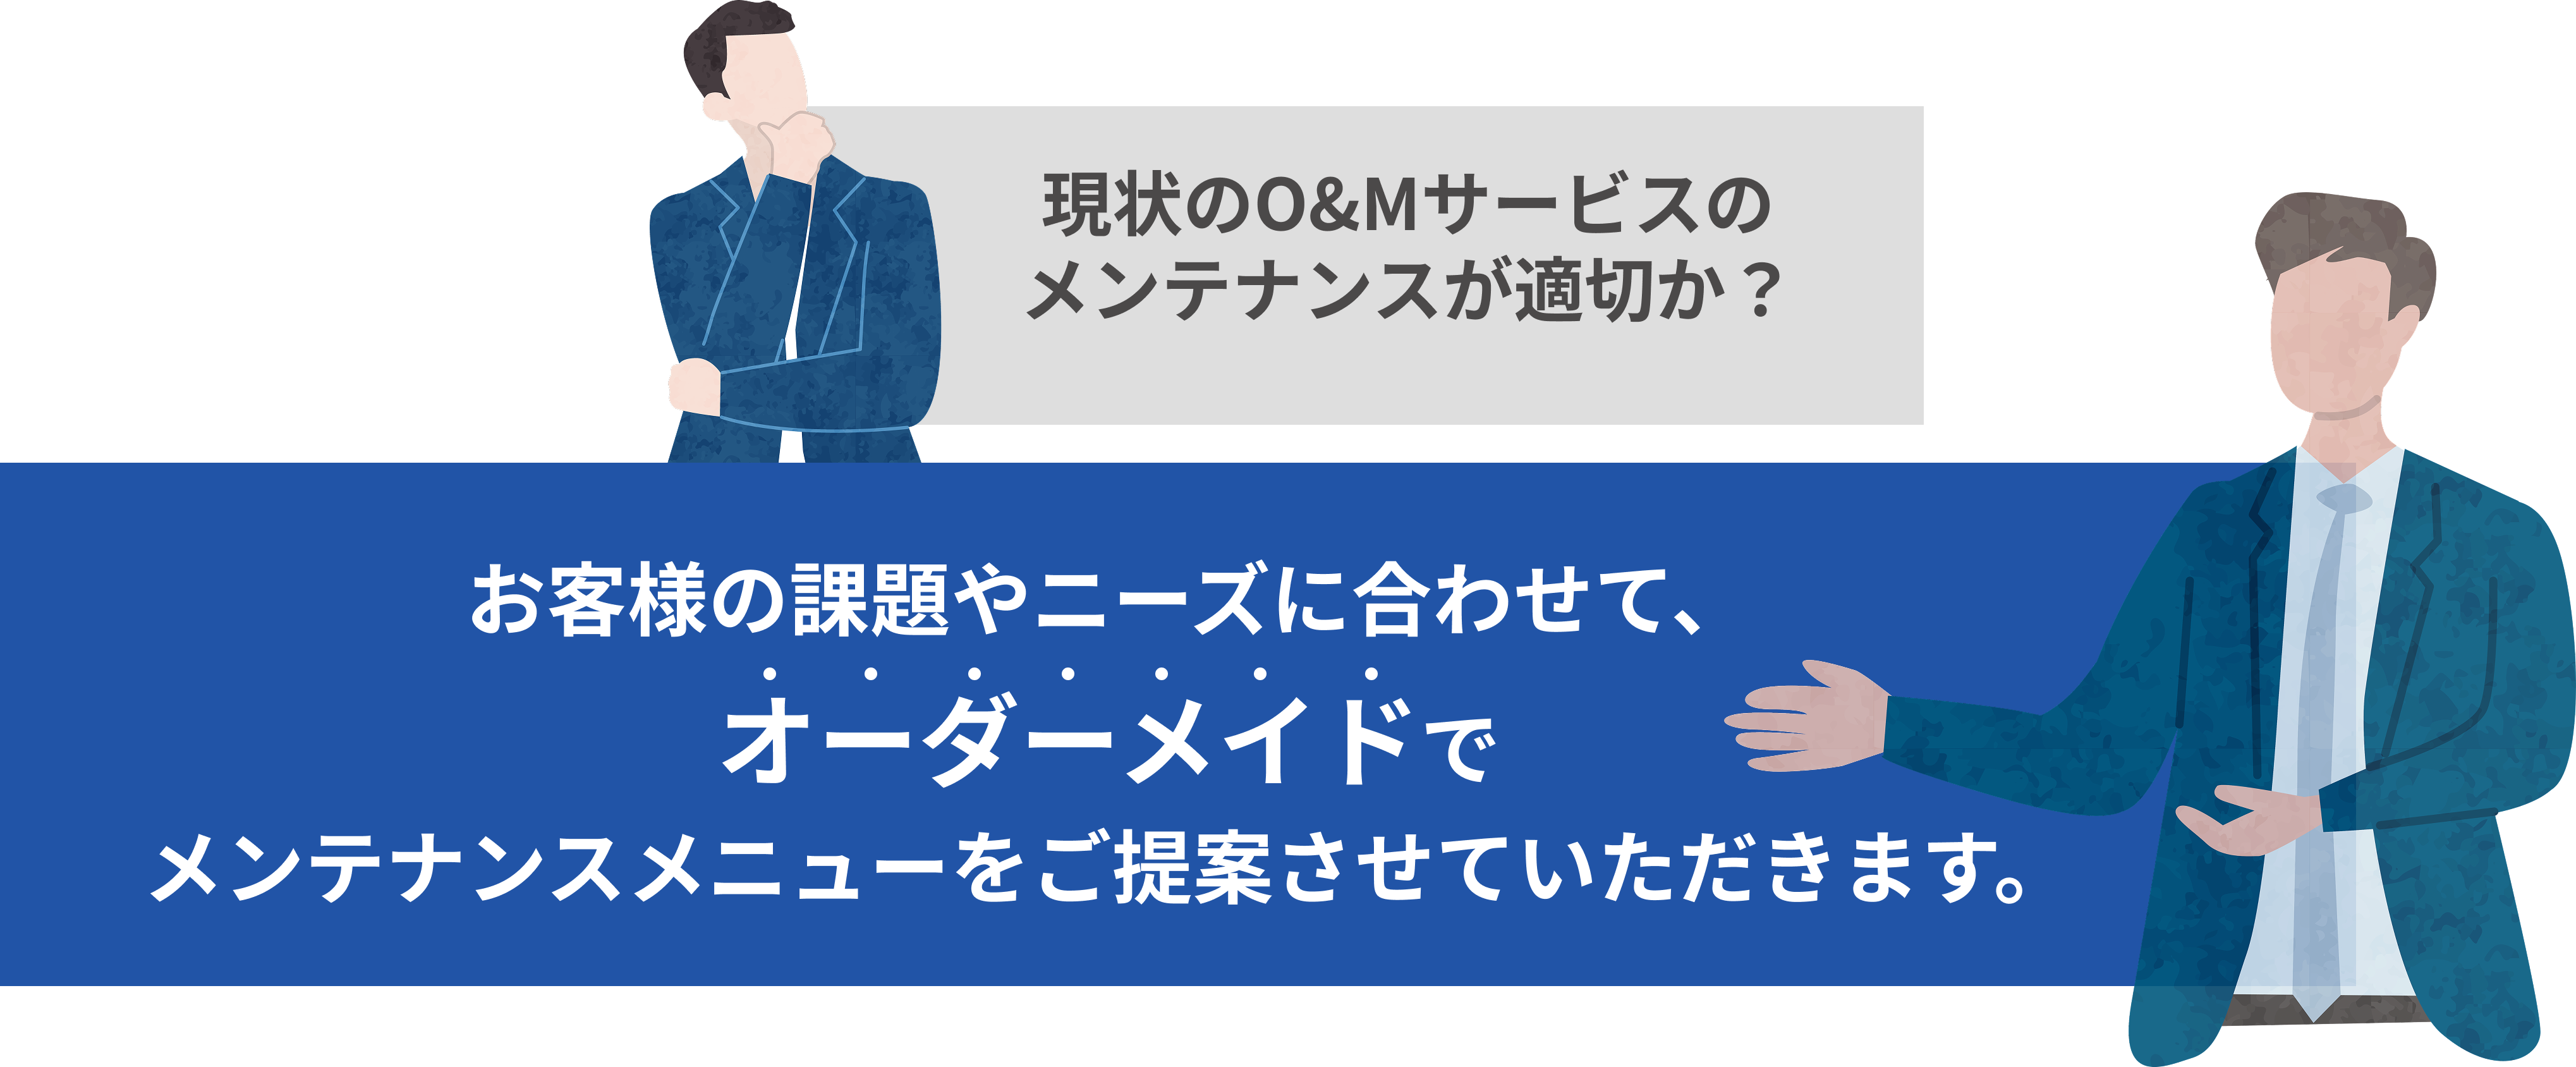 現状のO&Mサービスの
メンテナンスが適切か？
お客様の課題やニーズに合わせて、
オーダーメイドで
メンテナンスメニューをご提案させていただきます。